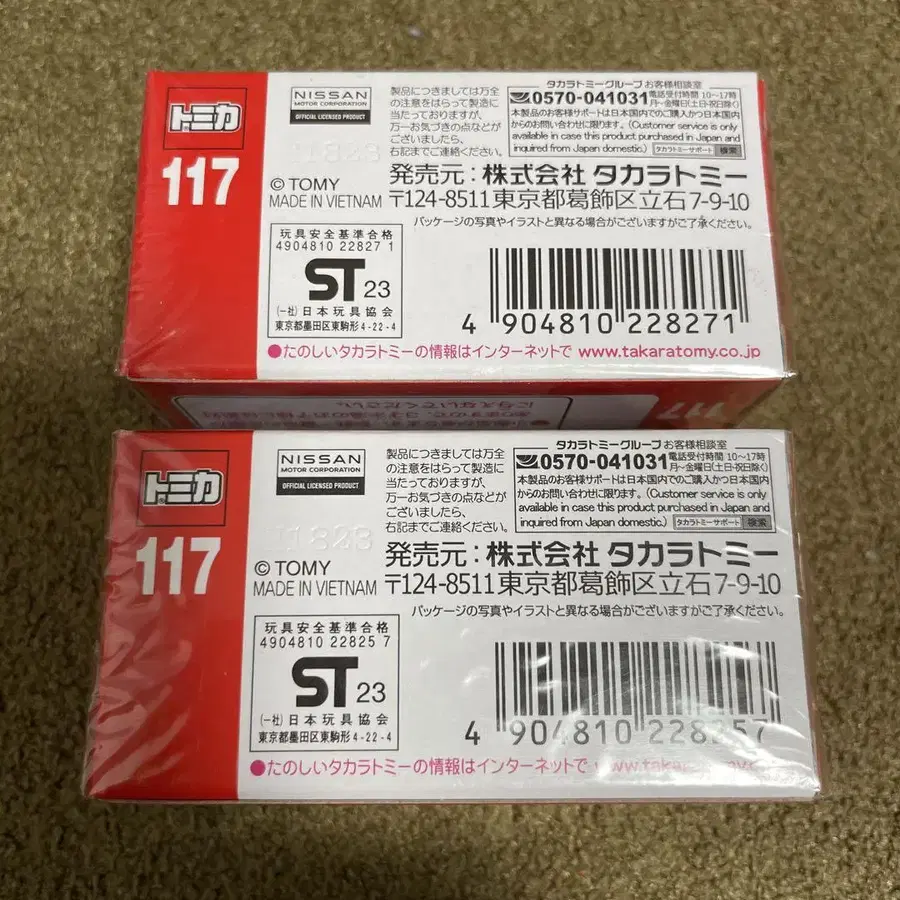 トミカ
117
NISSAN
MOTOR CORPORATION
OFFICIAL LICENSED PRODUCT
© TOMY
MADE IN VIETNAM
製品につきましては万全
の注意をはらって製造に
当たっておりますが、
万一お気づきの点などが
ございましたら、
右記までご連絡ください。
タカラトミーグループ お客様相談室
0570-041031 電話受付時間 10〜17時
月〜金曜日(土・日・祝日除く)
本製品のお客様サポートは日本国内でのご購入かつ日本国内
からのお問い合わせに限ります。(Customer service is only
available in case this product purchased in Japan and
inquired from Japan domestic.) タカラトミーサポート 検索
発売元:株式会社 タカラトミー
〒124-8511 東京都葛飾区立石7-9-10
パッケージの写真やイラストと異なる場合がございますがご了承ください。
玩具安全基準合格
4904810 22827 1
ST 23
(一社)日本玩具協会
東京都墨田区東駒形4-22-4
4 904810 228271
●たのしいタカラトミーの情報はインターネットで www.takaratomy.co.jp
117
トミカ
117
NISSAN
MOTOR CORPORATION
OFFICIAL LICENSED PRODUCT
11823
© TOMY
MADE IN VIETNAM
製品につきましては万全
の注意をはらって製造に
当たっておりますが、
万一お気づきの点などが
ございましたら、
右記までご連絡ください。
タカラトミーグループ お客様相談室
0570-041031 電話受付時間 10〜17時
月〜金曜日(土・日・祝日除く)
本製品のお客様サポートは日本国内でのご購入かつ日本国内
からのお問い合わせに限ります。(Customer service is only
available in case this product purchased in Japan and
inquired from Japan domestic.) タカラトミーサポート 検索
発売元:株式会社 タカラトミー
〒124-8511 東京都葛飾区立石7-9-10
パッケージの写真やイラストと異なる場合がございますがご了承ください。
玩具安全基準合格
4904810 22825 7
ST 23
(一社)日本玩具協会
東京都墨田区東駒形4-22-4
4 904810 228257
●たのしいタカラトミーの情報はインターネットで